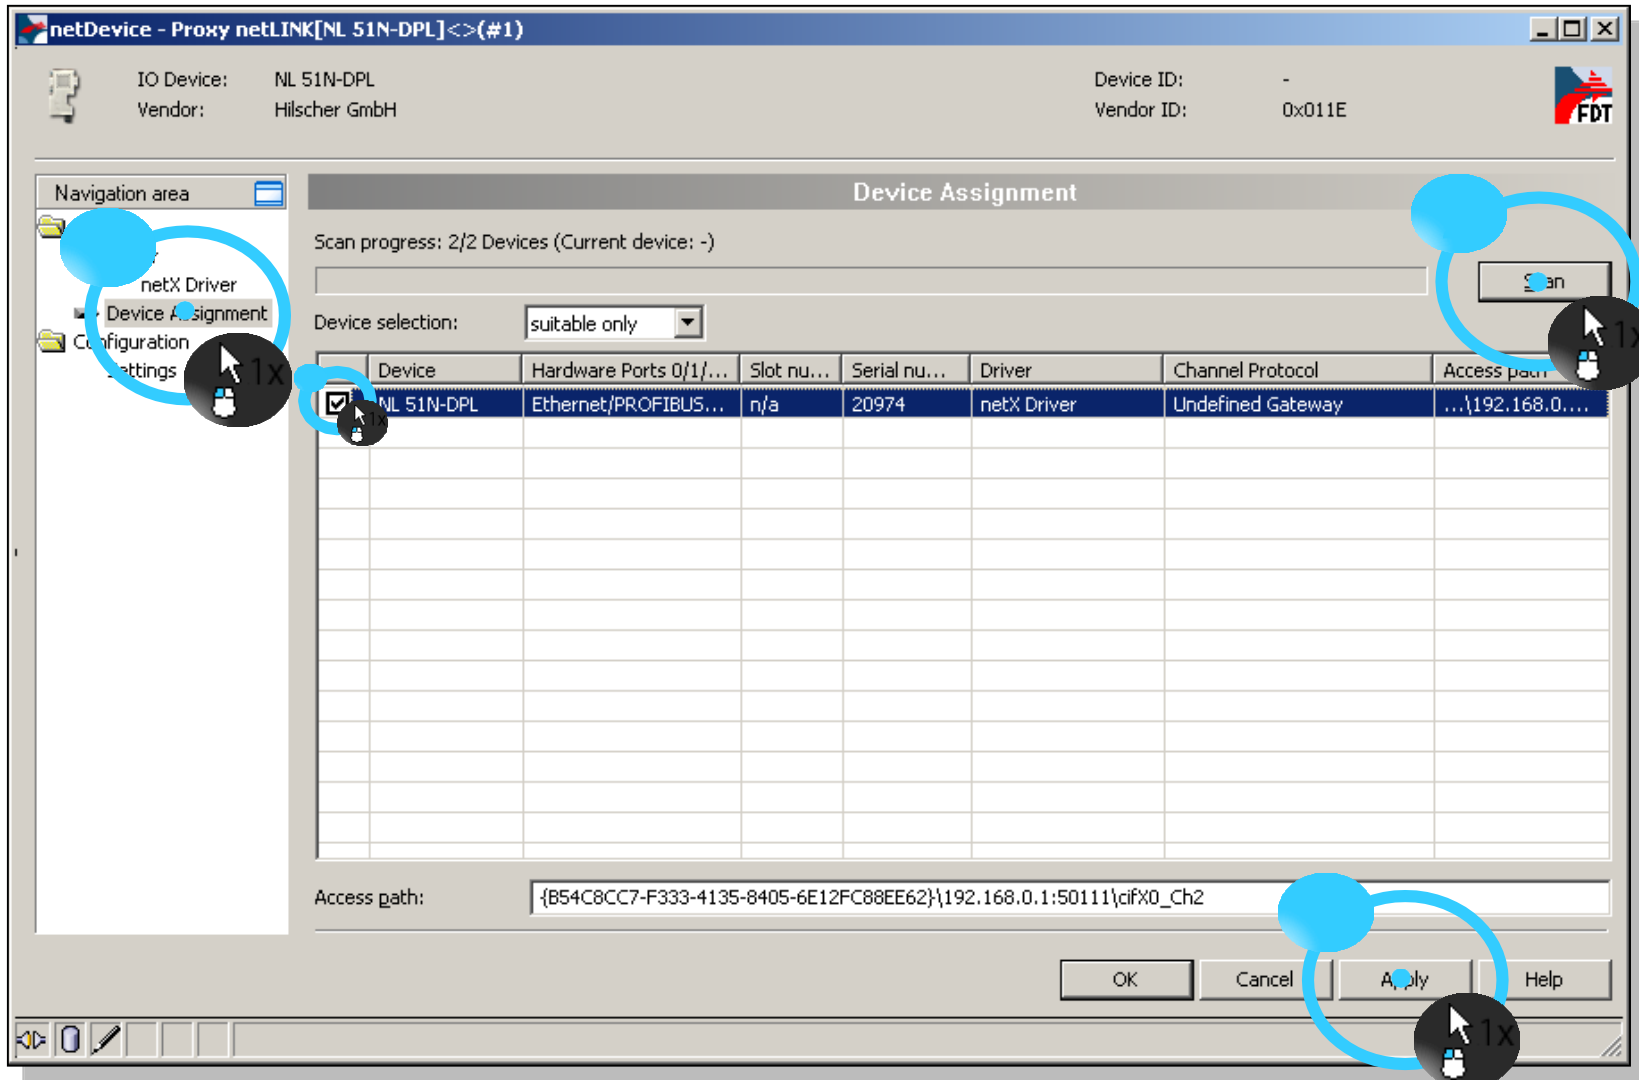 netDevice - Proxy netLINK[NL 51N-DPL]<>(#1)
IO Device: NL 51N-DPL Device ID: -
Vendor: Hilscher GmbH Vendor ID: 0x011E
FDT
Navigation area
Device Assignment
Scan progress: 2/2 Devices (Current device: -)
netX Driver
Device Assignment
Device selection: suitable only
Configuration
Settings
1x
1x
Device Hardware Ports 0/1/... Slot nu... Serial nu... Driver Channel Protocol Access path
NL 51N-DPL Ethernet/PROFIBUS... n/a 20974 netX Driver Undefined Gateway ...\192.168.0....
1x
Access path: {B54C8CC7-F333-4135-8405-6E12FC88EE62}\192.168.0.1:50111\cifX0_Ch2
OK Cancel Apply Help
1x